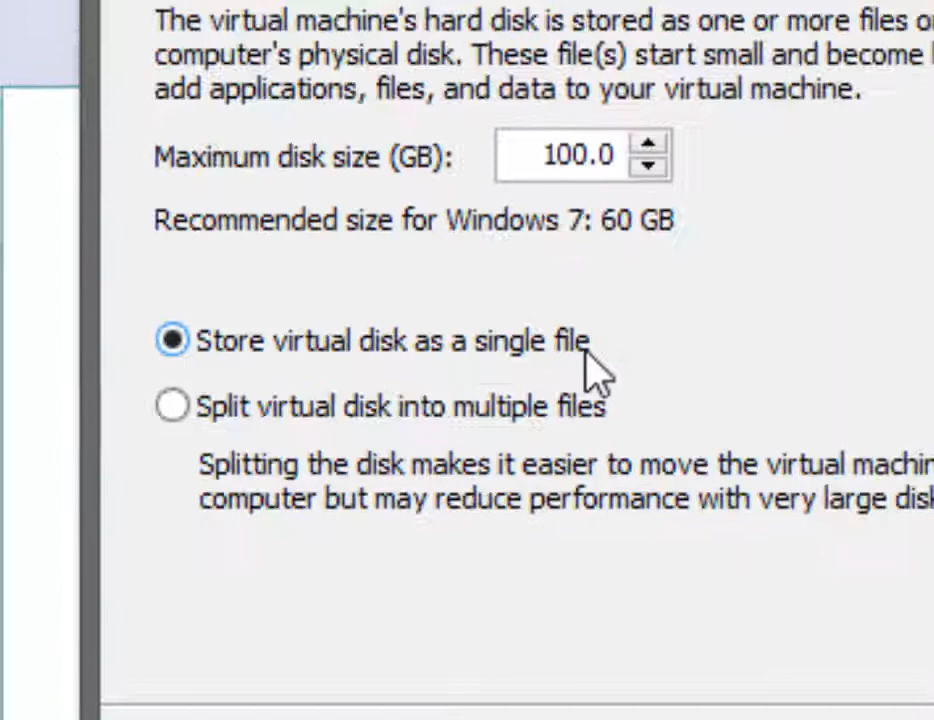 The virtual machine's hard disk is stored as one or more files
computer's physical disk. These file(s) start small and become
add applications, files, and data to your virtual machine.
Maximum disk size (GB): 100.0
Recommended size for Windows 7: 60 GB
Store virtual disk as a single file
Split virtual disk into multiple files
Splitting the disk makes it easier to move the virtual
computer but may reduce performance with very large